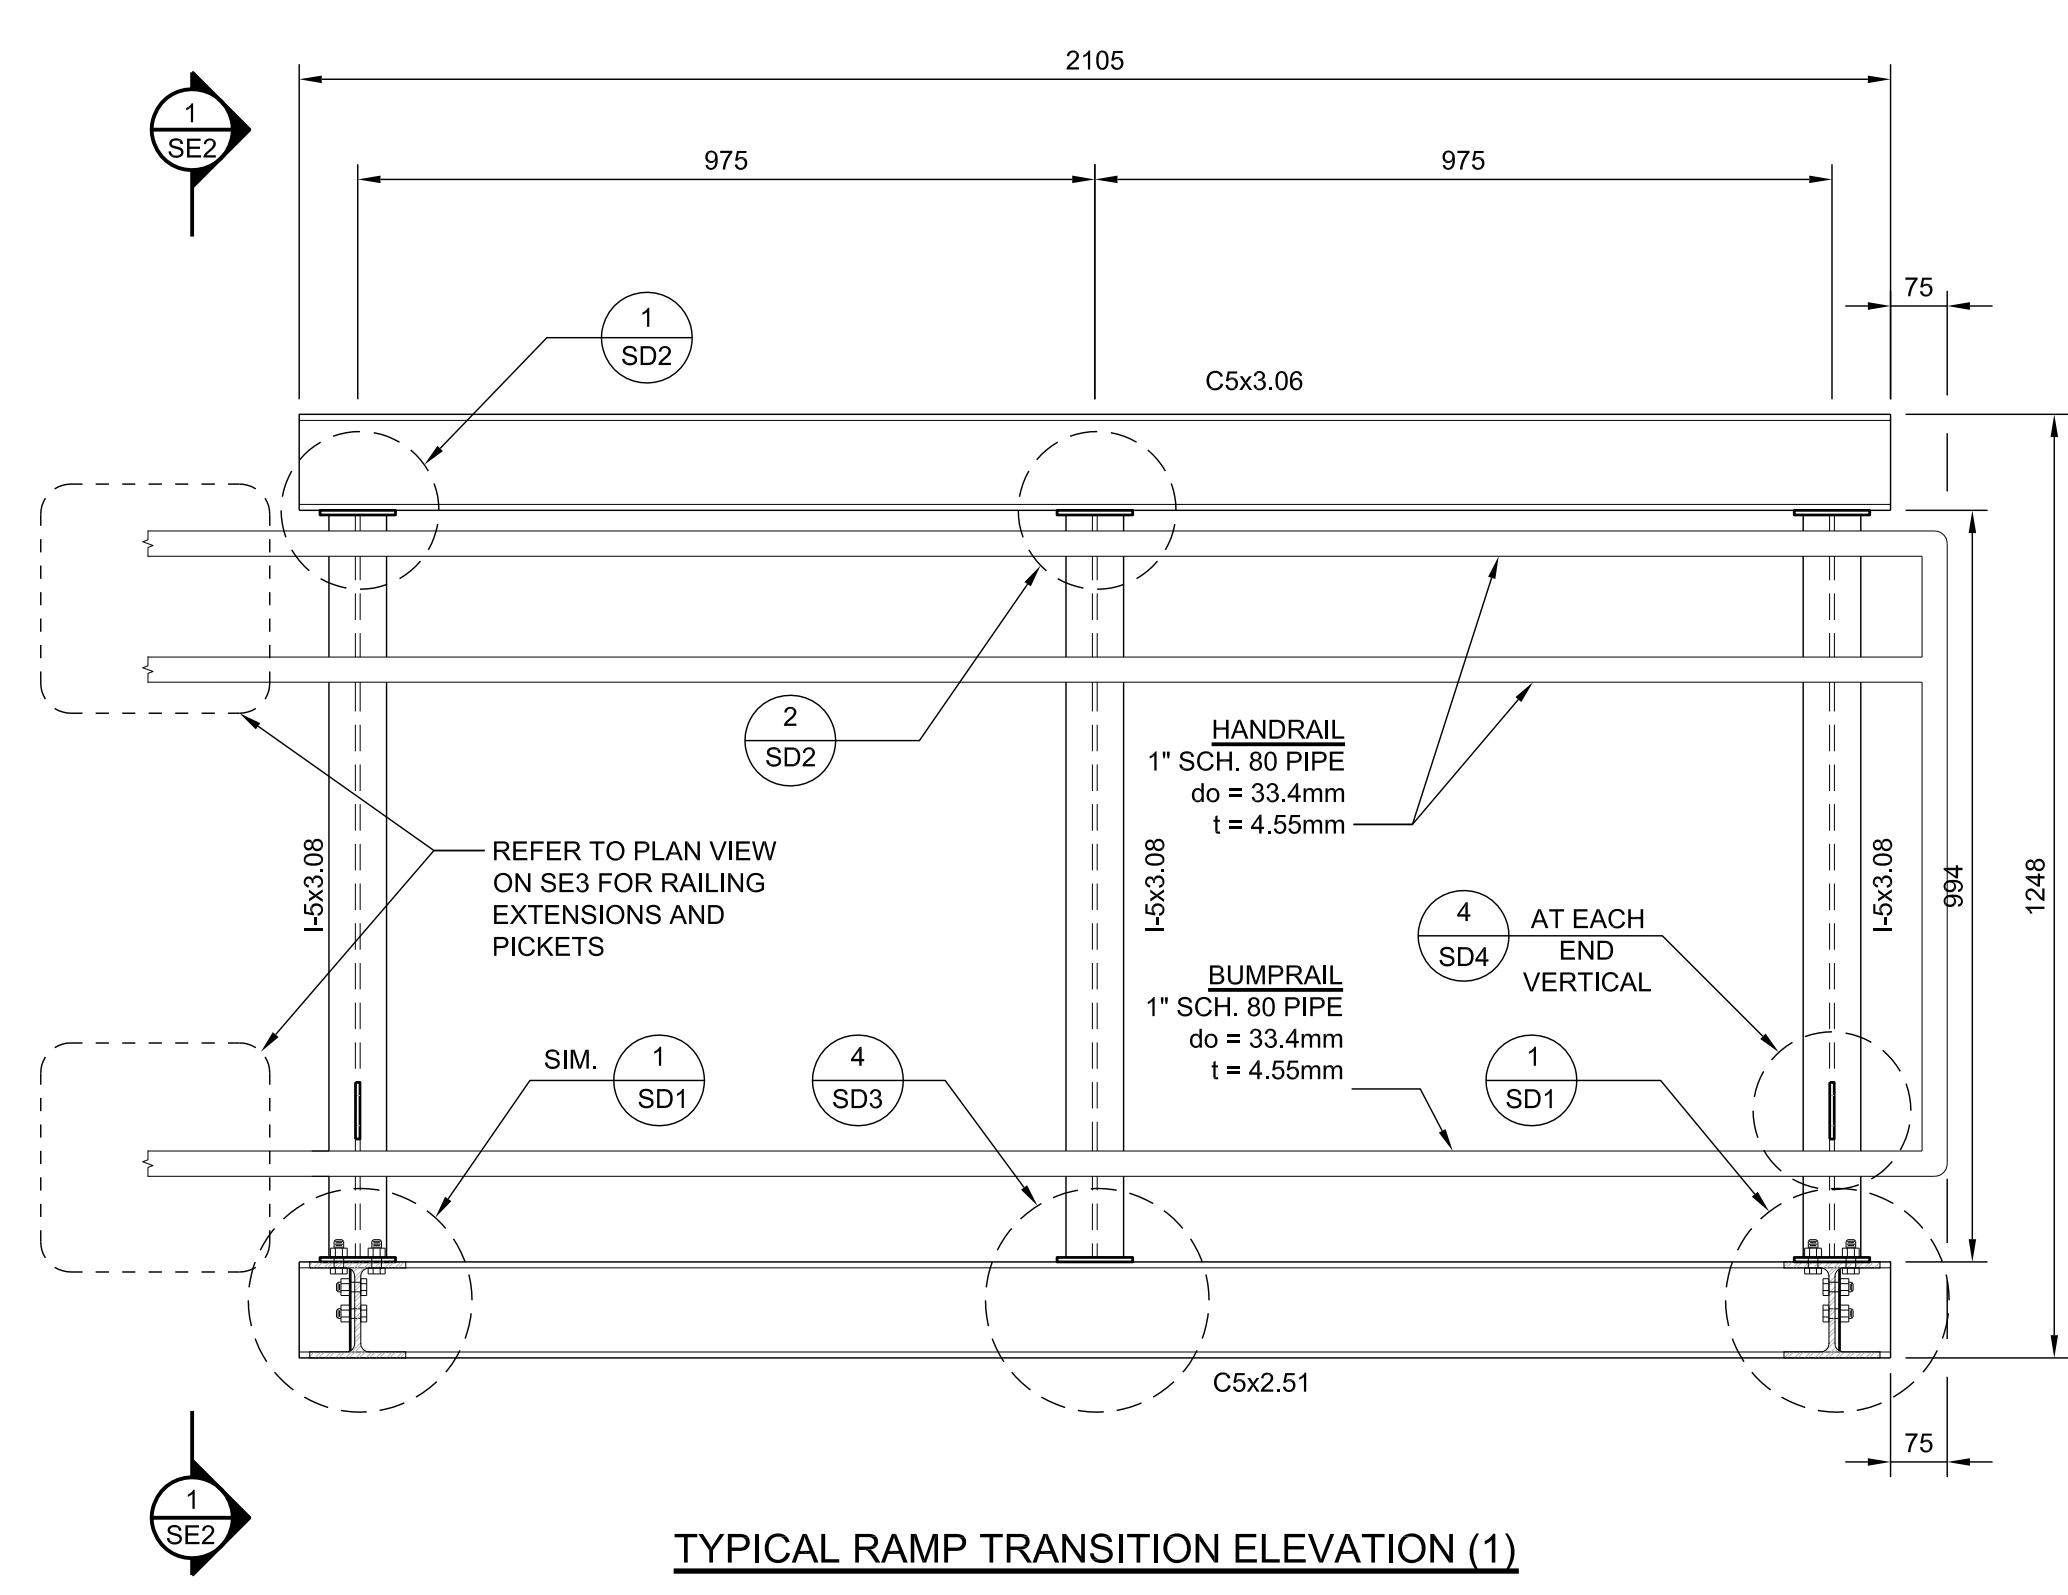 2105
1
SE2
975
975
75
1
SD2
C5x3.06
2
SD2
HANDRAIL
1" SCH. 80 PIPE
do = 33.4mm
t = 4.55mm
REFER TO PLAN VIEW
ON SE3 FOR RAILING
EXTENSIONS AND
PICKETS
I-5x3.08
I-5x3.08
I-5x3.08
994
1248
4
SD4
AT EACH
END
VERTICAL
BUMPRAIL
1" SCH. 80 PIPE
do = 33.4mm
t = 4.55mm
SIM.
1
SD1
4
SD3
1
SD1
C5x2.51
75
1
SE2
TYPICAL RAMP TRANSITION ELEVATION (1)